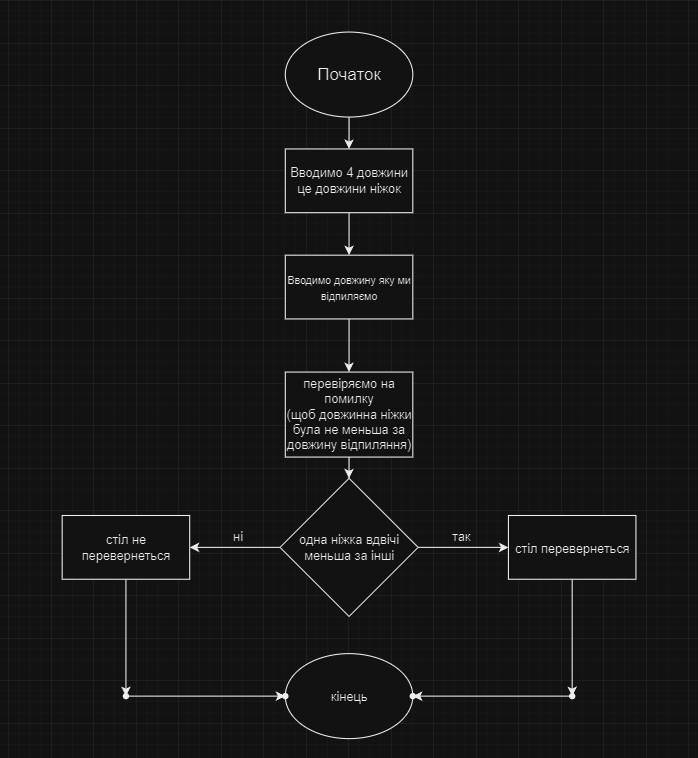 Початок
Вводимо 4 довжини
це довжини ніжок
Вводимо довжину яку ми
відпиляємо
перевіряємо на
помилку
(щоб довжинна ніжки
була не меньша за
довжину відпиляння)
ні
одна ніжка вдвічі
меньша за інші
так
стіл не
перевернеться
стіл перевернеться
кінець